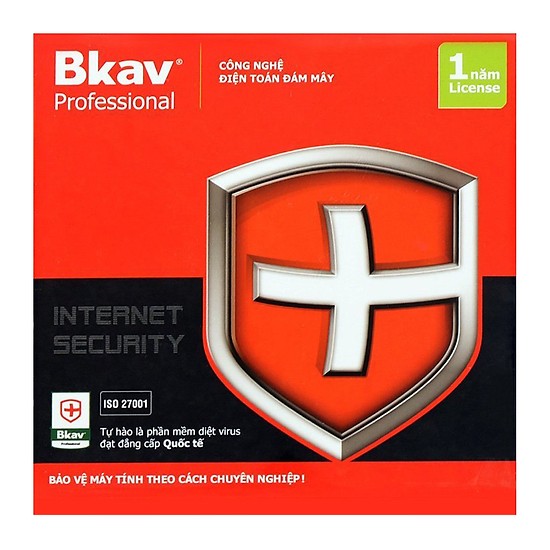 Bkav®
Professional
CÔNG NGHỆ
ĐIỆN TOÁN ĐÁM MÂY
1 năm
License
INTERNET
SECURITY
ISO 27001
Bkav
Professional
Tự hào là phần mềm diệt virus
đạt đẳng cấp Quốc tế
BẢO VỆ MÁY TÍNH THEO CÁCH CHUYÊN NGHIỆP!